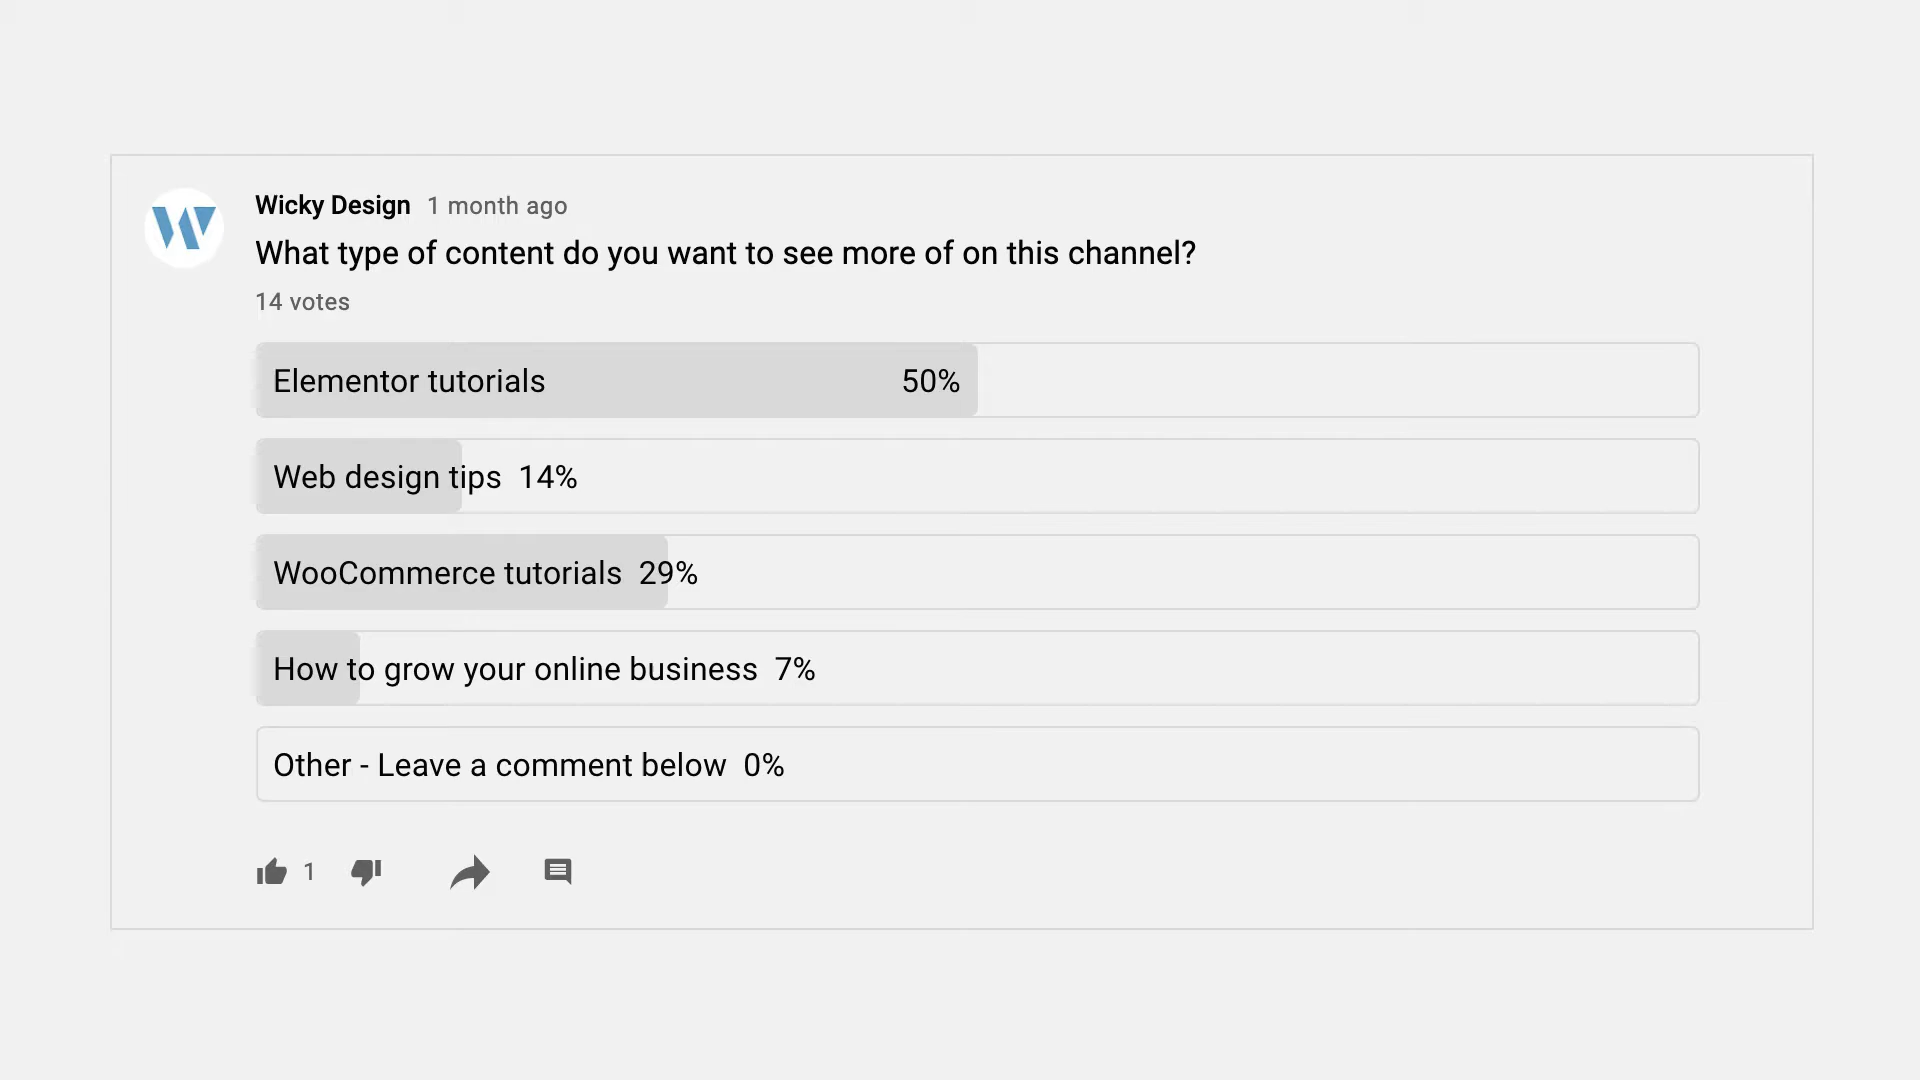 Wicky Design 1 month ago
What type of content do you want to see more of on this channel?
14 votes
Elementor tutorials 50%
Web design tips 14%
WooCommerce tutorials 29%
How to grow your online business 7%
Other - Leave a comment below 0%
1